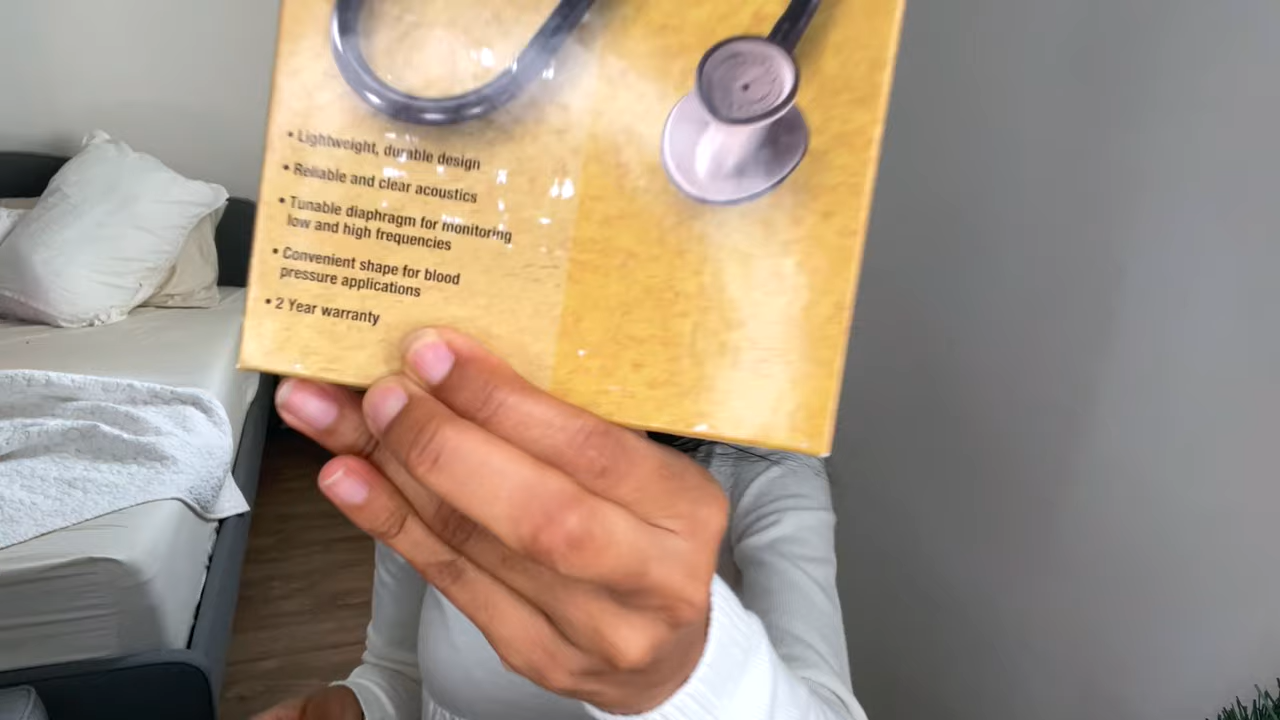 • Lightweight, durable design
• Reliable and clear acoustics
• Tunable diaphragm for monitoring
low and high frequencies
• Convenient shape for blood
pressure applications
• 2 Year warranty